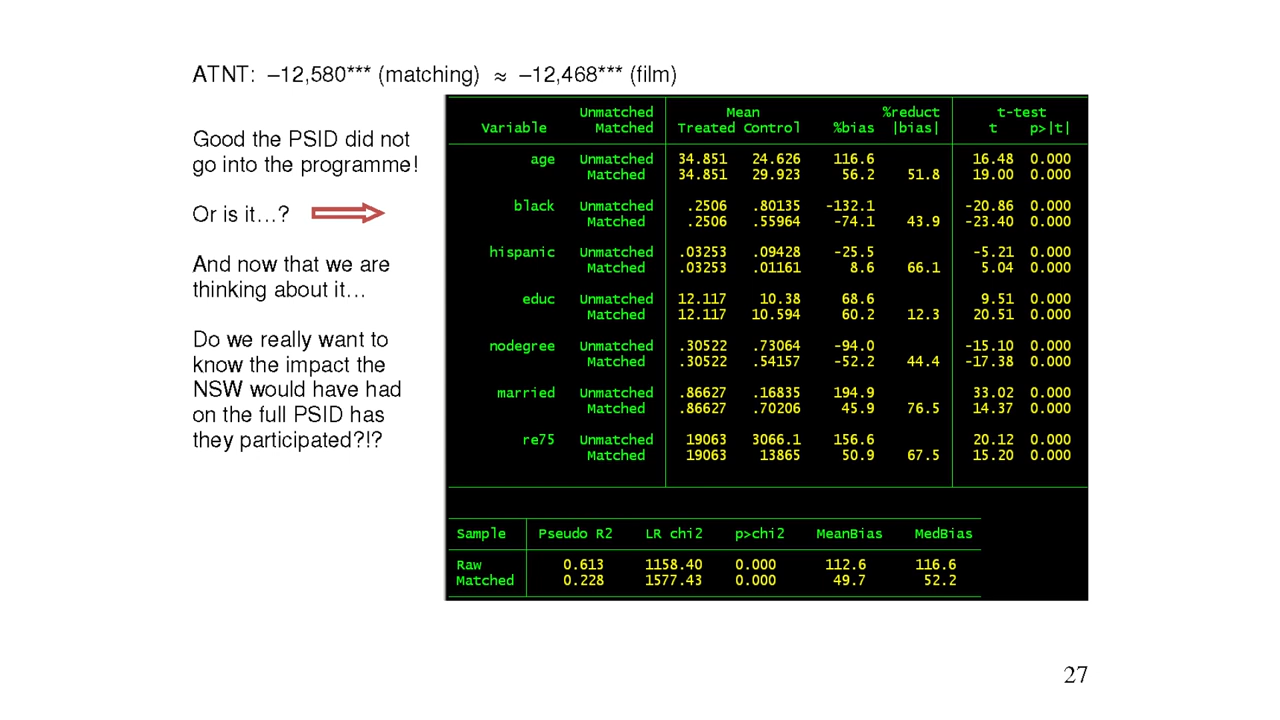 ATNT: –12,580*** (matching) ≈ –12,468*** (film)
Good the PSID did not
go into the programme!
Or is it…?
And now that we are
thinking about it…
Do we really want to
know the impact the
NSW would have had
on the full PSID has
they participated?!?
Unmatched Mean %reduct t-test
Variable Matched Treated Control %bias |bias| t p>|t|
age Unmatched 34.851 24.626 116.6 16.48 0.000
Matched 34.851 29.923 56.2 51.8 19.00 0.000
black Unmatched .2506 .80135 -132.1 -20.86 0.000
Matched .2506 .55964 -74.1 43.9 -23.40 0.000
hispanic Unmatched .03253 .09428 -25.5 -5.21 0.000
Matched .03253 .01161 8.6 66.1 5.04 0.000
educ Unmatched 12.117 10.38 68.6 9.51 0.000
Matched 12.117 10.594 60.2 12.3 20.51 0.000
nodegree Unmatched .30522 .73064 -94.0 -15.10 0.000
Matched .30522 .54157 -52.2 44.4 -17.38 0.000
married Unmatched .86627 .16835 194.9 33.02 0.000
Matched .86627 .70206 45.9 76.5 14.37 0.000
re75 Unmatched 19063 3066.1 156.6 20.12 0.000
Matched 19063 13865 50.9 67.5 15.20 0.000
Sample Pseudo R2 LR chi2 p>chi2 MeanBias MedBias
Raw 0.613 1158.40 0.000 112.6 116.6
Matched 0.228 1577.43 0.000 49.7 52.2
27